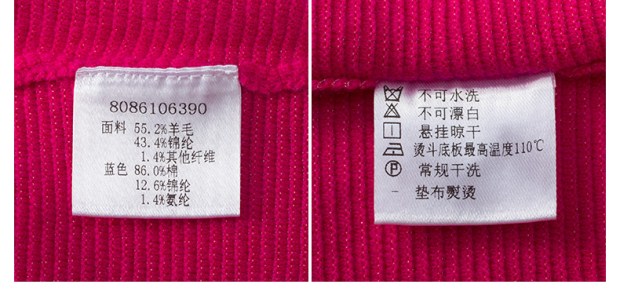 8086106390
面料 55.2%羊毛
43.4%锦纶
1.4%其他纤维
蓝色 86.0%棉
12.6%锦纶
1.4%氨纶
不可水洗
不可漂白
悬挂晾干
熨斗底板最高温度110℃
P 常规干洗
- 垫布熨烫